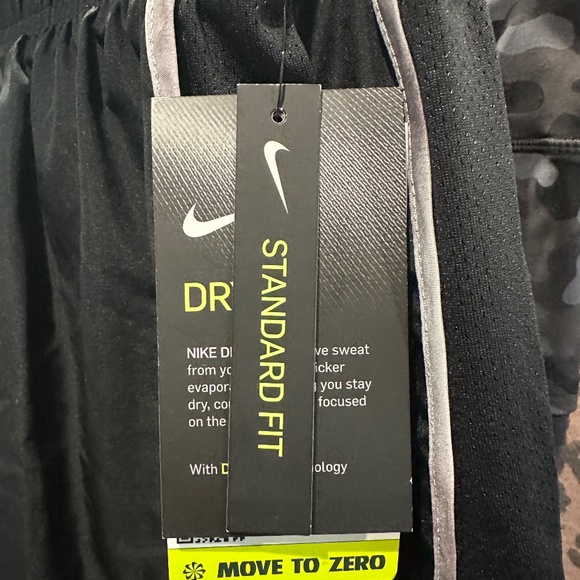 STANDARD FIT
DR
NIKE D ve sweat
from yo icker
evapora g you stay
dry, co focused
on the
With D nology
MOVE TO ZERO